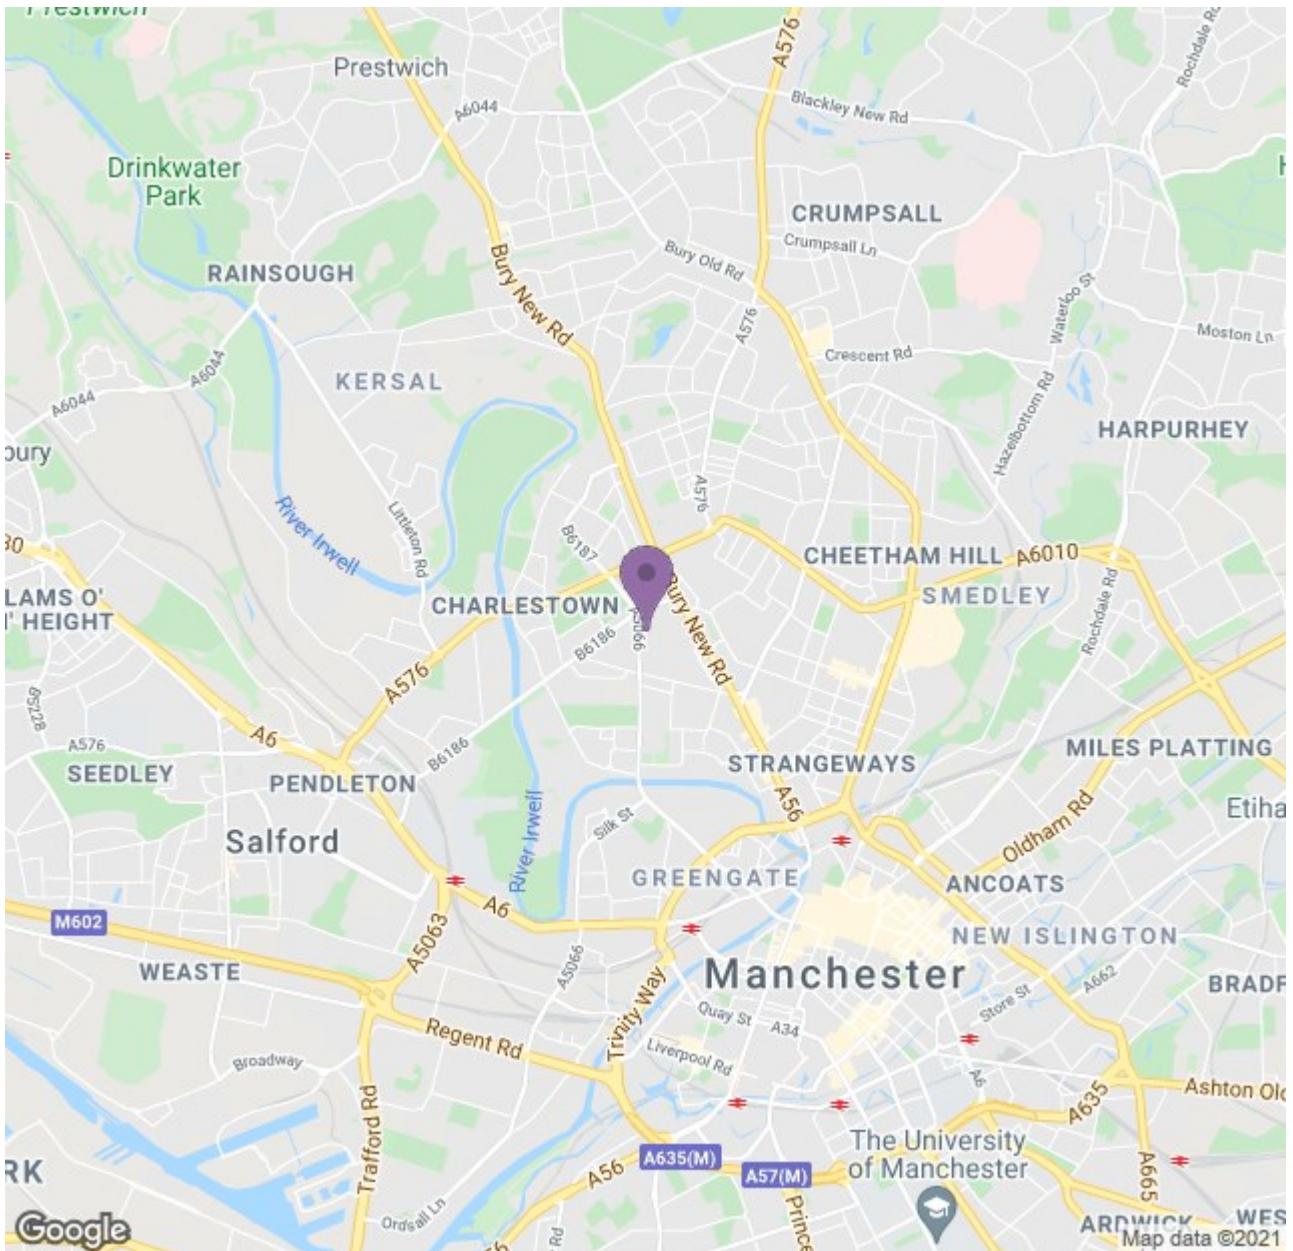 Prestwich
A576
Rochdale Rd
Prestwich
A6044
Blackley New Rd
Drinkwater
Park
CRUMPSALL
Crumpsall Ln
Bury Old Rd
RAINSOUGH
Bury New Rd
Waterloo St
A576
Moston Ln
A6044
Crescent Rd
KERSAL
A6044
Hazelbottom Rd
HARPURHEY
bury
River Irwell
Littleton Rd
A576
B6187
CHEETHAM HILL
A6010
LAMS O'
HEIGHT
CHARLESTOWN
Bury New Rd
SMEDLEY
Rochdale Rd
A5066
B6186
A576
B5228
A6
A576
SEEDLEY
B6186
PENDLETON
STRANGEWAYS
MILES PLATTING
A56
Etiha
River Irwell
Silk St
Oldham Rd
Salford
GREENGATE
ANCOATS
A6
M602
A5063
NEW ISLINGTON
WEASTE
A5066
Manchester
A662
BRADF
Store St
Trinity Way
Quay St
A34
Regent Rd
Liverpool Rd
Broadway
A6
Ashton Old
A635
Trafford Rd
The University
of Manchester
A635(M)
A56
A57(M)
A665
RK
Ordsall Ln
Rd
Prince
ARDWICK
WES
Google
Map data ©2021